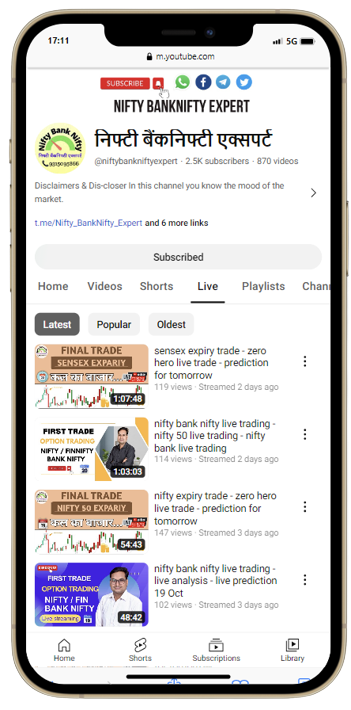 17:11
5G
m.youtube.com
SUBSCRIBE
NIFTY BANKNIFTY EXPERT
Nifty Bank Nifty
निफ्टी बैंकनिफ्टी एक्सपर्ट
@niftybankniftyexpert · 2.5K subscribers · 870 videos
Disclaimers & Dis-closer In this channel you know the mood of the
market.
t.me/Nifty_BankNifty_Expert and 6 more links
Subscribed
Home Videos Shorts Live Playlists Chann
Latest Popular Oldest
FINAL TRADE
SENSEX EXPARIY
कल का बाजार...
1:07:48
sensex expiry trade - zero
hero live trade - prediction
for tomorrow
119 views · Streamed 2 days ago
FIRST TRADE
OPTION TRADING
NIFTY / FINNIFTY
BANK NIFTY
1:03:03
nifty bank nifty live trading -
nifty 50 live trading - nifty
bank live trading
114 views · Streamed 2 days ago
FINAL TRADE
NIFTY 50 EXPARIY
कल का बाजार...
54:43
nifty expiry trade - zero hero
live trade - prediction for
tomorrow
147 views · Streamed 3 days ago
FIRST TRADE
OPTION TRADING
NIFTY / FIN
BANK NIFTY
Live streaming
48:42
nifty bank nifty live trading -
live analysis - live prediction
19 Oct
102 views · Streamed 3 days ago
Home Shorts Subscriptions Library